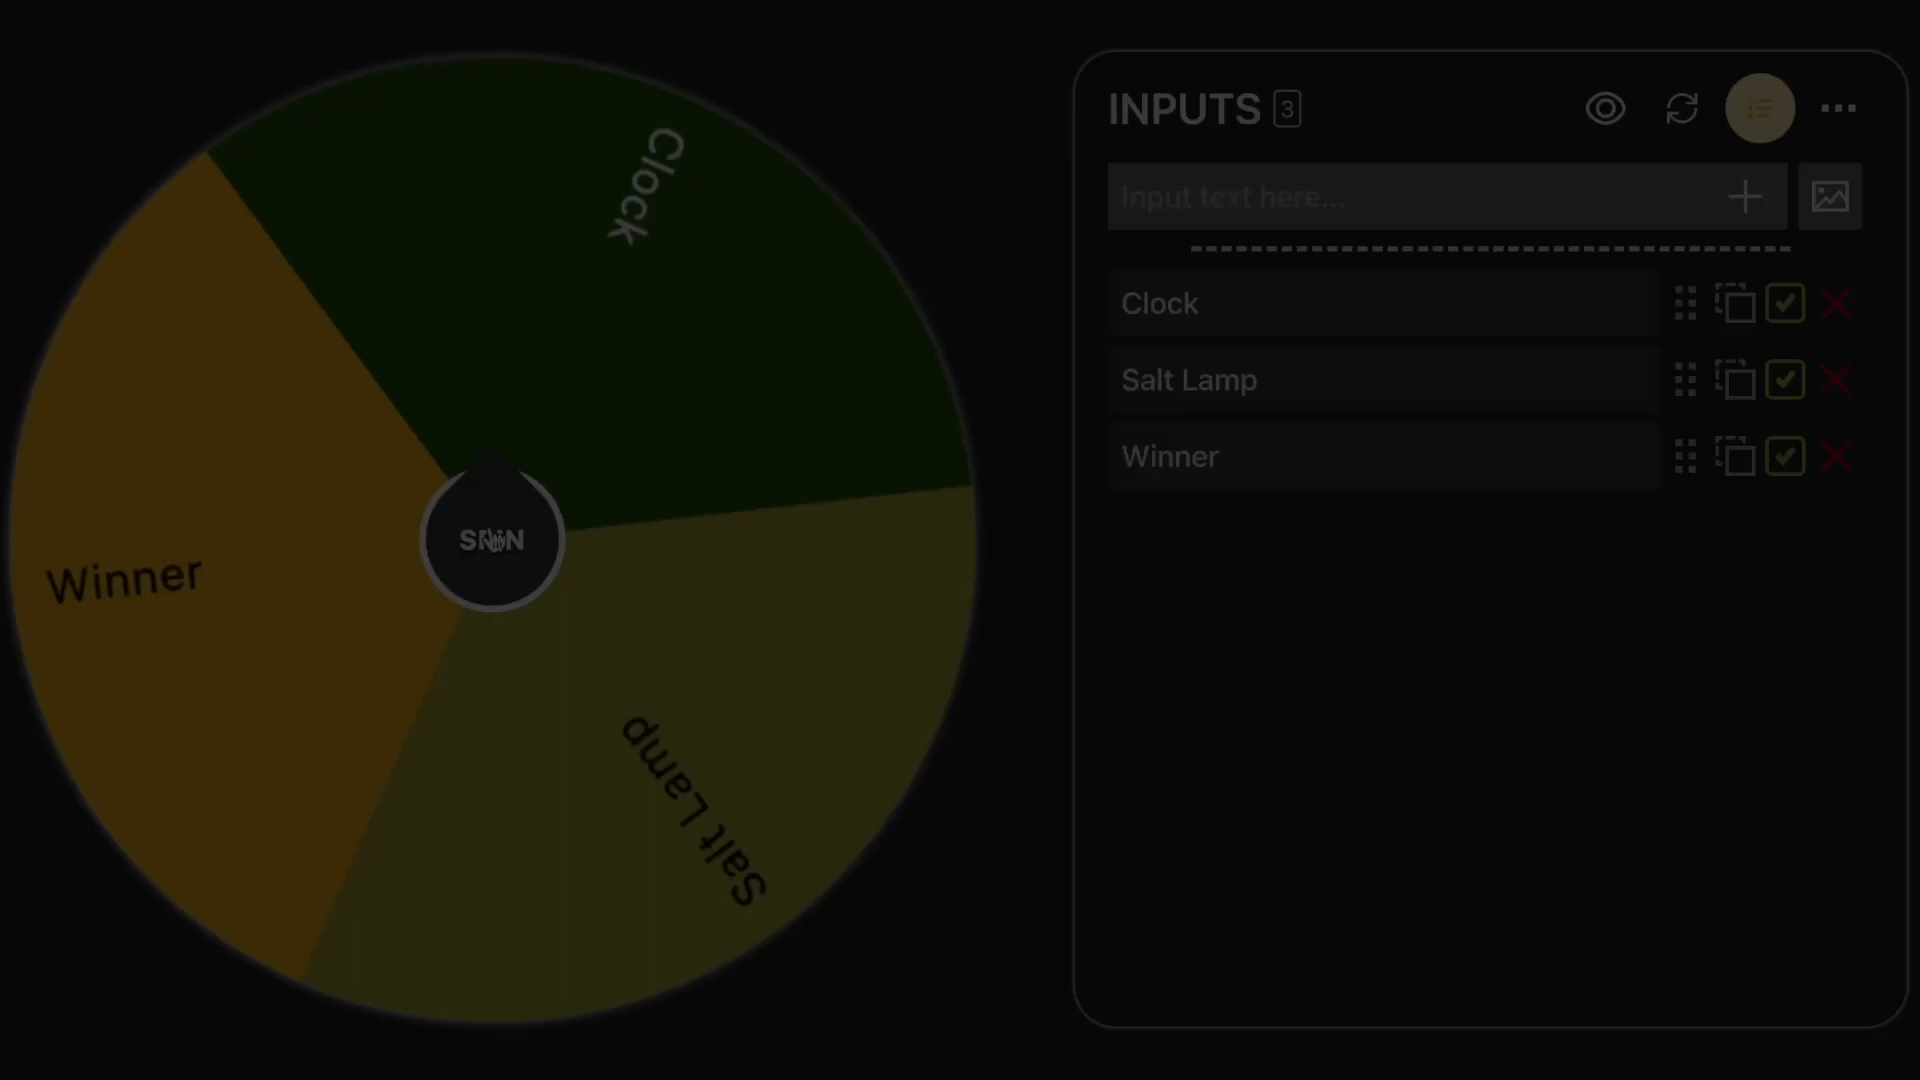 Clock
Winner
SPIN
Salt Lamp
INPUTS 3
Input text here...
Clock
Salt Lamp
Winner